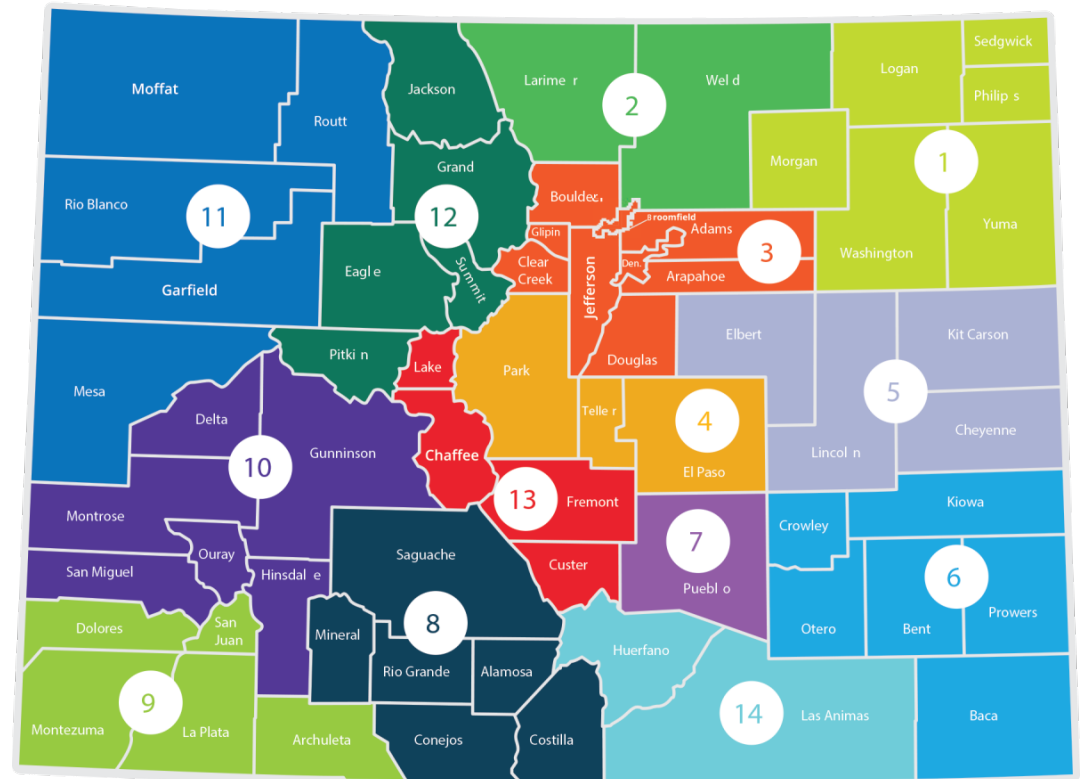 Sedgwick
Logan
Philip s
Larime r
Wel d
2
Moffat
Jackson
Routt
Morgan
1
Grand
Rio Blanco
11
12
Boulder
Broomfield
Glipin
Adams
3
Yuma
Washington
Clear
Creek
Den.
Arapahoe
Eagl e
Summit
Garfield
Jefferson
Elbert
Kit Carson
Pitki n
Lake
Park
Douglas
Mesa
5
Delta
Telle r
4
Cheyenne
Gunninson
Chaffee
Lincol n
10
El Paso
13
Fremont
Kiowa
Montrose
Crowley
7
Ouray
Saguache
San Miguel
Hinsdal e
Custer
6
Puebl o
Dolores
San
Juan
Mineral
8
Otero
Bent
Prowers
Huerfano
Rio Grande
Alamosa
9
14
Las Animas
Baca
Montezuma
La Plata
Archuleta
Conejos
Costilla